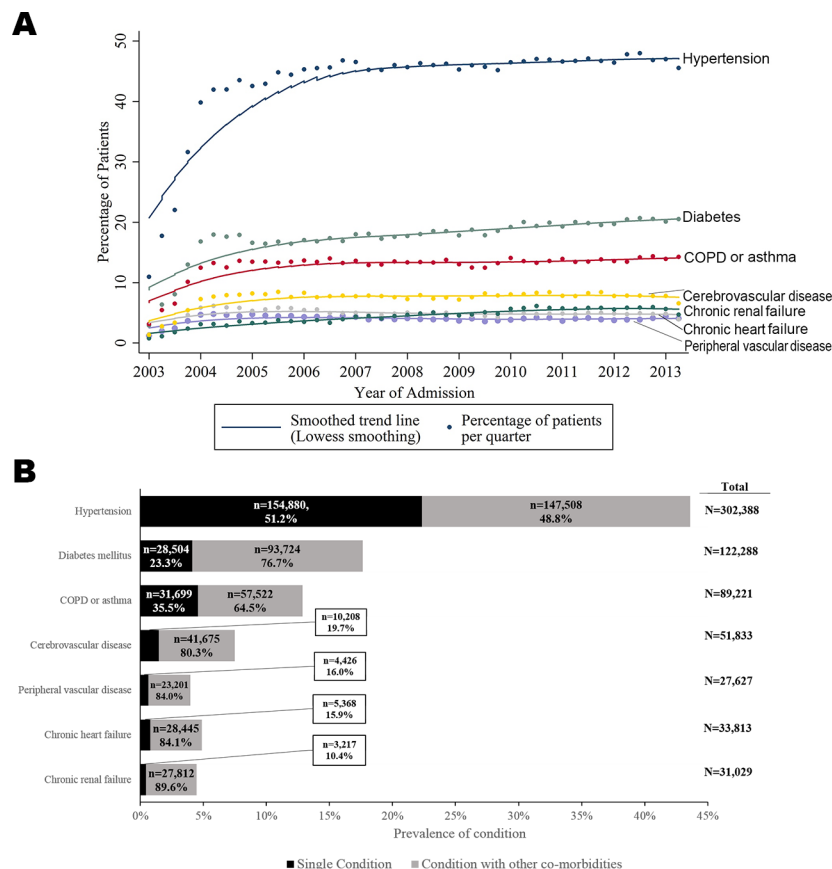 A
50
40
30
20
10
0
Percentage of Patients
Hypertension
Diabetes
COPD or asthma
Cerebrovascular disease
Chronic renal failure
Chronic heart failure
Peripheral vascular disease
2003 2004 2005 2006 2007 2008 2009 2010 2011 2012 2013
Year of Admission
Smoothed trend line
(Lowess smoothing)
Percentage of patients
per quarter
B
Total
Hypertension
n=154,880,
51.2%
n=147,508
48.8%
N=302,388
Diabetes mellitus
n=28,504
23.3%
n=93,724
76.7%
N=122,288
COPD or asthma
n=31,699
35.5%
n=57,522
64.5%
N=89,221
n=10,208
19.7%
Cerebrovascular disease
n=41,675
80.3%
N=51,833
n=4,426
16.0%
Peripheral vascular disease
n=23,201
84.0%
N=27,627
n=5,368
15.9%
Chronic heart failure
n=28,445
84.1%
N=33,813
n=3,217
10.4%
Chronic renal failure
n=27,812
89.6%
N=31,029
0% 5% 10% 15% 20% 25% 30% 35% 40% 45%
Prevalence of condition
Single Condition
Condition with other co-morbidities